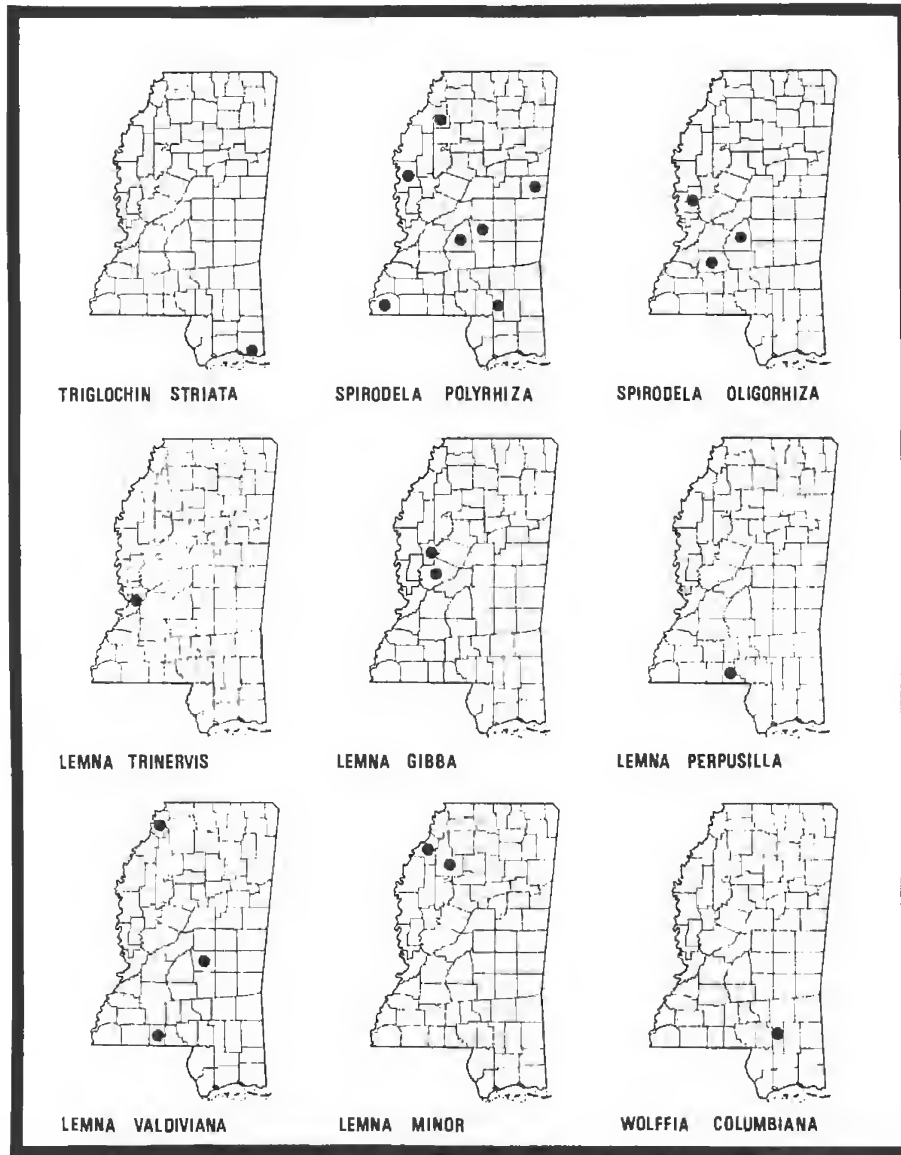 TRIGLOCHIN STRIATA
SPIRODELA POLYRHIZA
SPIRODELA OLIGORHIZA
LEMNA TRINERVIS
LEMNA GIBBA
LEMNA PERPUSILLA
LEMNA VALDIVIANA
LEMNA MINOR
WOLFFIA COLUMBIANA